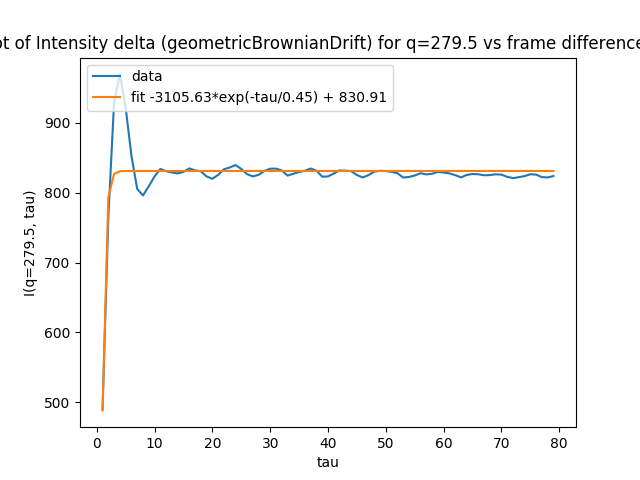 ot of Intensity delta (geometricBrownianDrift) for q=279.5 vs frame difference
data
fit -3105.63*exp(-tau/0.45) + 830.91
I(q=279.5, tau)
900
800
700
600
500
0 10 20 30 40 50 60 70 80
tau